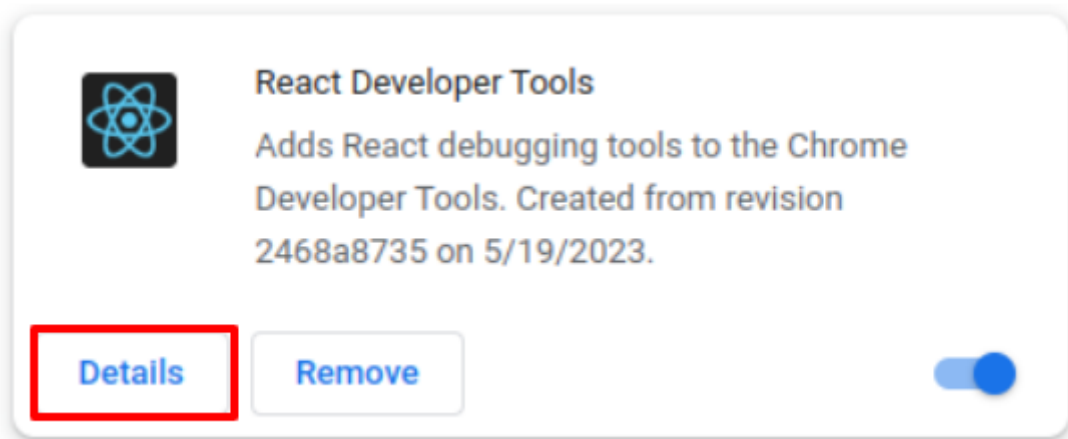 React Developer Tools
Adds React debugging tools to the Chrome
Developer Tools. Created from revision
2468a8735 on 5/19/2023.
Details
Remove